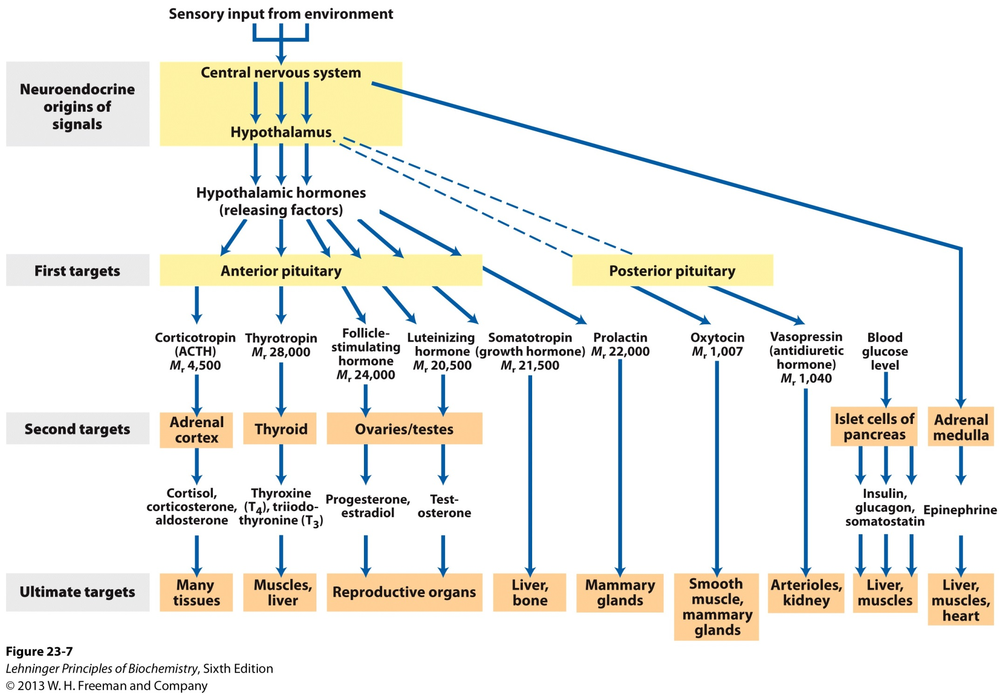 Sensory input from environment
Neuroendocrine
origins of
signals
Central nervous system
Hypothalamus
Hypothalamic hormones
(releasing factors)
First targets
Anterior pituitary
Posterior pituitary
Corticotropin
(ACTH)
Mr 4,500
Thyrotropin
Mr 28,000
Follicle-
stimulating
hormone
Mr 24,000
Luteinizing
hormone
Mr 20,500
Somatotropin
(growth hormone)
Mr 21,500
Prolactin
Mr 22,000
Oxytocin
Mr 1,007
Vasopressin
(antidiuretic
hormone)
Mr 1,040
Blood
glucose
level
Second targets
Adrenal
cortex
Thyroid
Ovaries/testes
Islet cells of
pancreas
Adrenal
medulla
Cortisol,
corticosterone,
aldosterone
Thyroxine
(T4), triiodo-
thyronine (T3)
Progesterone,
estradiol
Test-
osterone
Insulin,
glucagon,
somatostatin
Epinephrine
Ultimate targets
Many
tissues
Muscles,
liver
Reproductive organs
Liver,
bone
Mammary
glands
Smooth
muscle,
mammary
glands
Arterioles,
kidney
Liver,
muscles
Liver,
muscles,
heart
Figure 23-7
Lehninger Principles of Biochemistry, Sixth Edition
© 2013 W. H. Freeman and Company